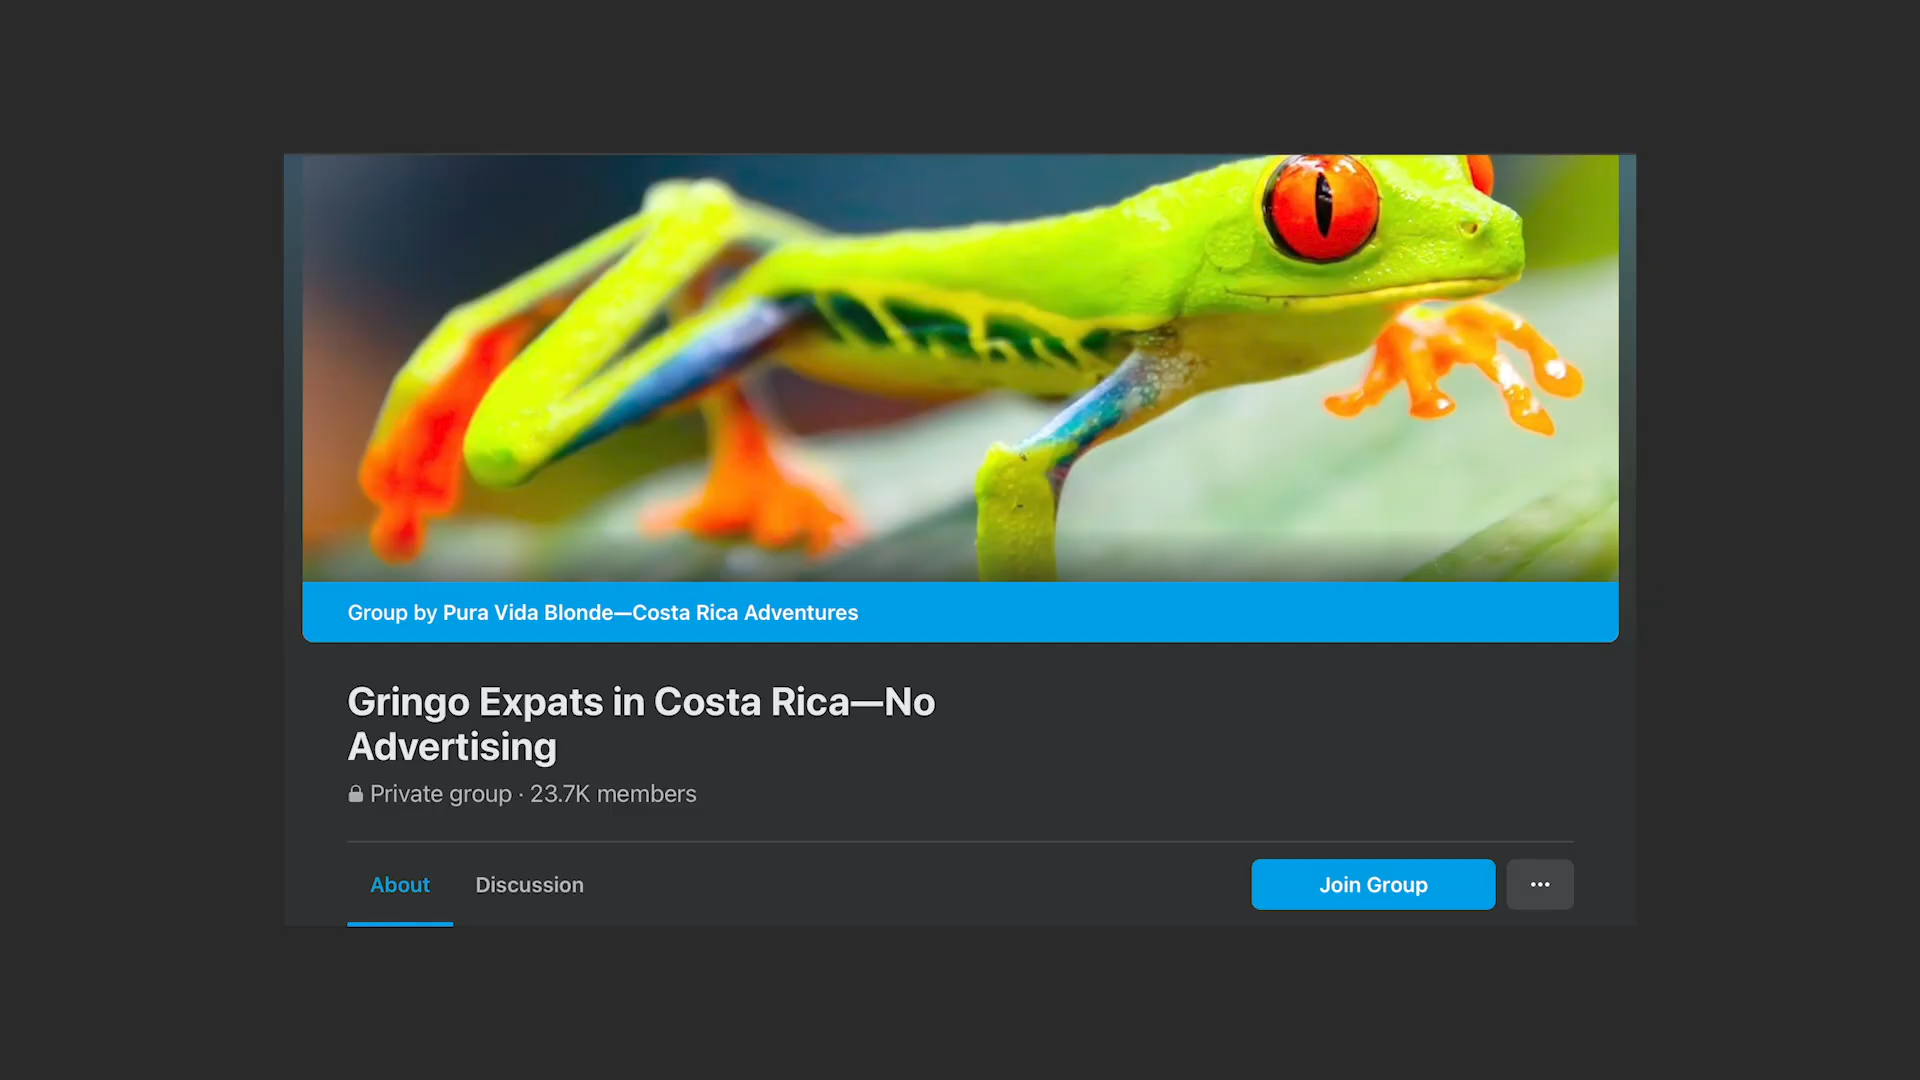 Group by Pura Vida Blonde—Costa Rica Adventures
Gringo Expats in Costa Rica—No
Advertising
Private group · 23.7K members
About
Discussion
Join Group